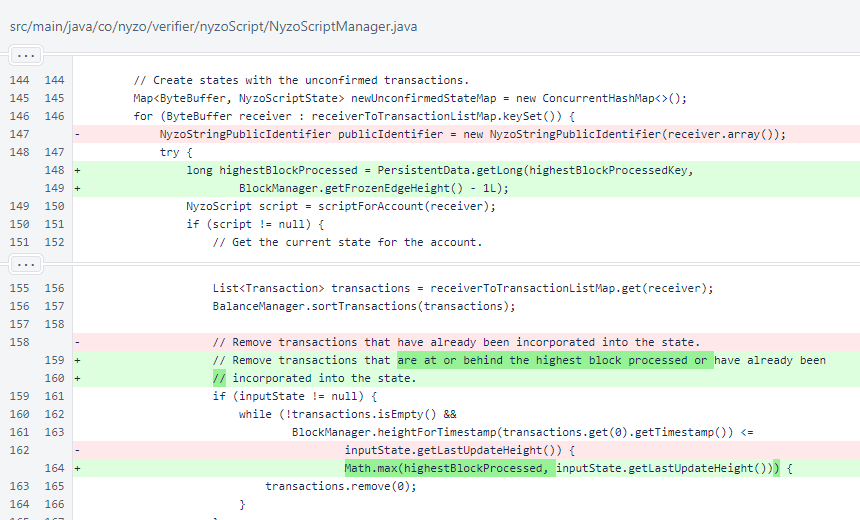 src/main/java/co/nyzo/verifier/nyzoScript/NyzoScriptManager.java
...
144 144 // Create states with the unconfirmed transactions.
145 145 Map<ByteBuffer, NyzoScriptState> newUnconfirmedStateMap = new ConcurrentHashMap<>();
146 146 for (ByteBuffer receiver : receiverToTransactionListMap.keySet()) {
147 - NyzoStringPublicIdentifier publicIdentifier = new NyzoStringPublicIdentifier(receiver.array());
148 147 try {
148 + long highestBlockProcessed = PersistentData.getLong(highestBlockProcessedKey,
149 + BlockManager.getFrozenEdgeHeight() - 1L);
149 150 NyzoScript script = scriptForAccount(receiver);
150 151 if (script != null) {
151 152 // Get the current state for the account.
...
155 156 List<Transaction> transactions = receiverToTransactionListMap.get(receiver);
156 157 BalanceManager.sortTransactions(transactions);
157 158
158 - // Remove transactions that have already been incorporated into the state.
159 + // Remove transactions that are at or behind the highest block processed or have already been
160 + // incorporated into the state.
159 161 if (inputState != null) {
160 162 while (!transactions.isEmpty() &&
161 163 BlockManager.heightForTimestamp(transactions.get(0).getTimestamp()) <=
162 - inputState.getLastUpdateHeight()) {
164 + Math.max(highestBlockProcessed, inputState.getLastUpdateHeight())) {
163 165 transactions.remove(0);
164 166 }